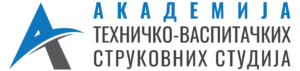 АКАДЕМИЈА
ТЕХНИЧКО-ВАСПИТАЧКИХ
СТРУКОВНИХ СТУДИЈА